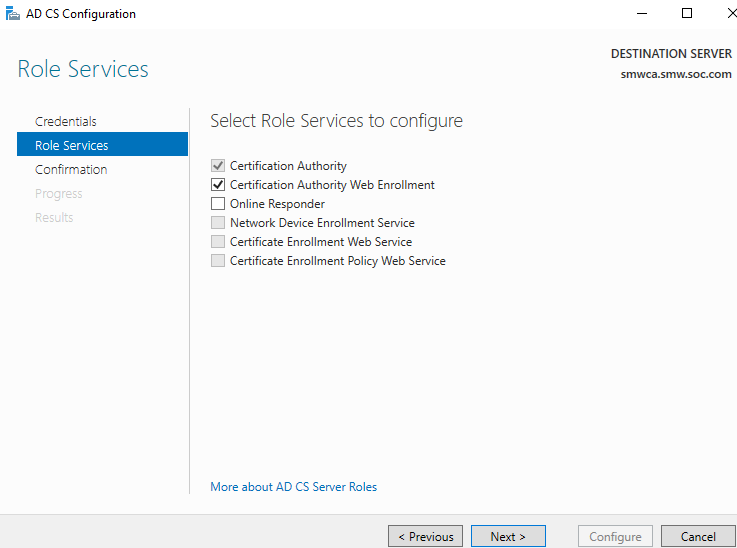 AD CS Configuration
DESTINATION SERVER
smwca.smw.soc.com
Role Services
Credentials
Role Services
Confirmation
Progress
Results
Select Role Services to configure
Certification Authority
Certification Authority Web Enrollment
Online Responder
Network Device Enrollment Service
Certificate Enrollment Web Service
Certificate Enrollment Policy Web Service
More about AD CS Server Roles
< Previous
Next >
Configure
Cancel